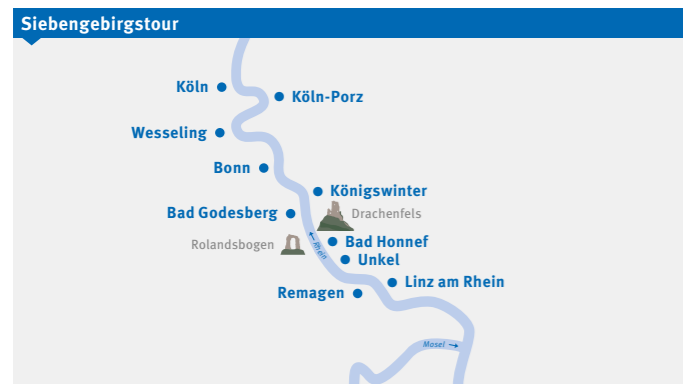 Siebengebirgstour
Köln
Köln-Porz
Wesseling
Bonn
Königswinter
Bad Godesberg
Drachenfels
Rolandsbogen
Rhein
Bad Honnef
Unkel
Linz am Rhein
Remagen
Mosel